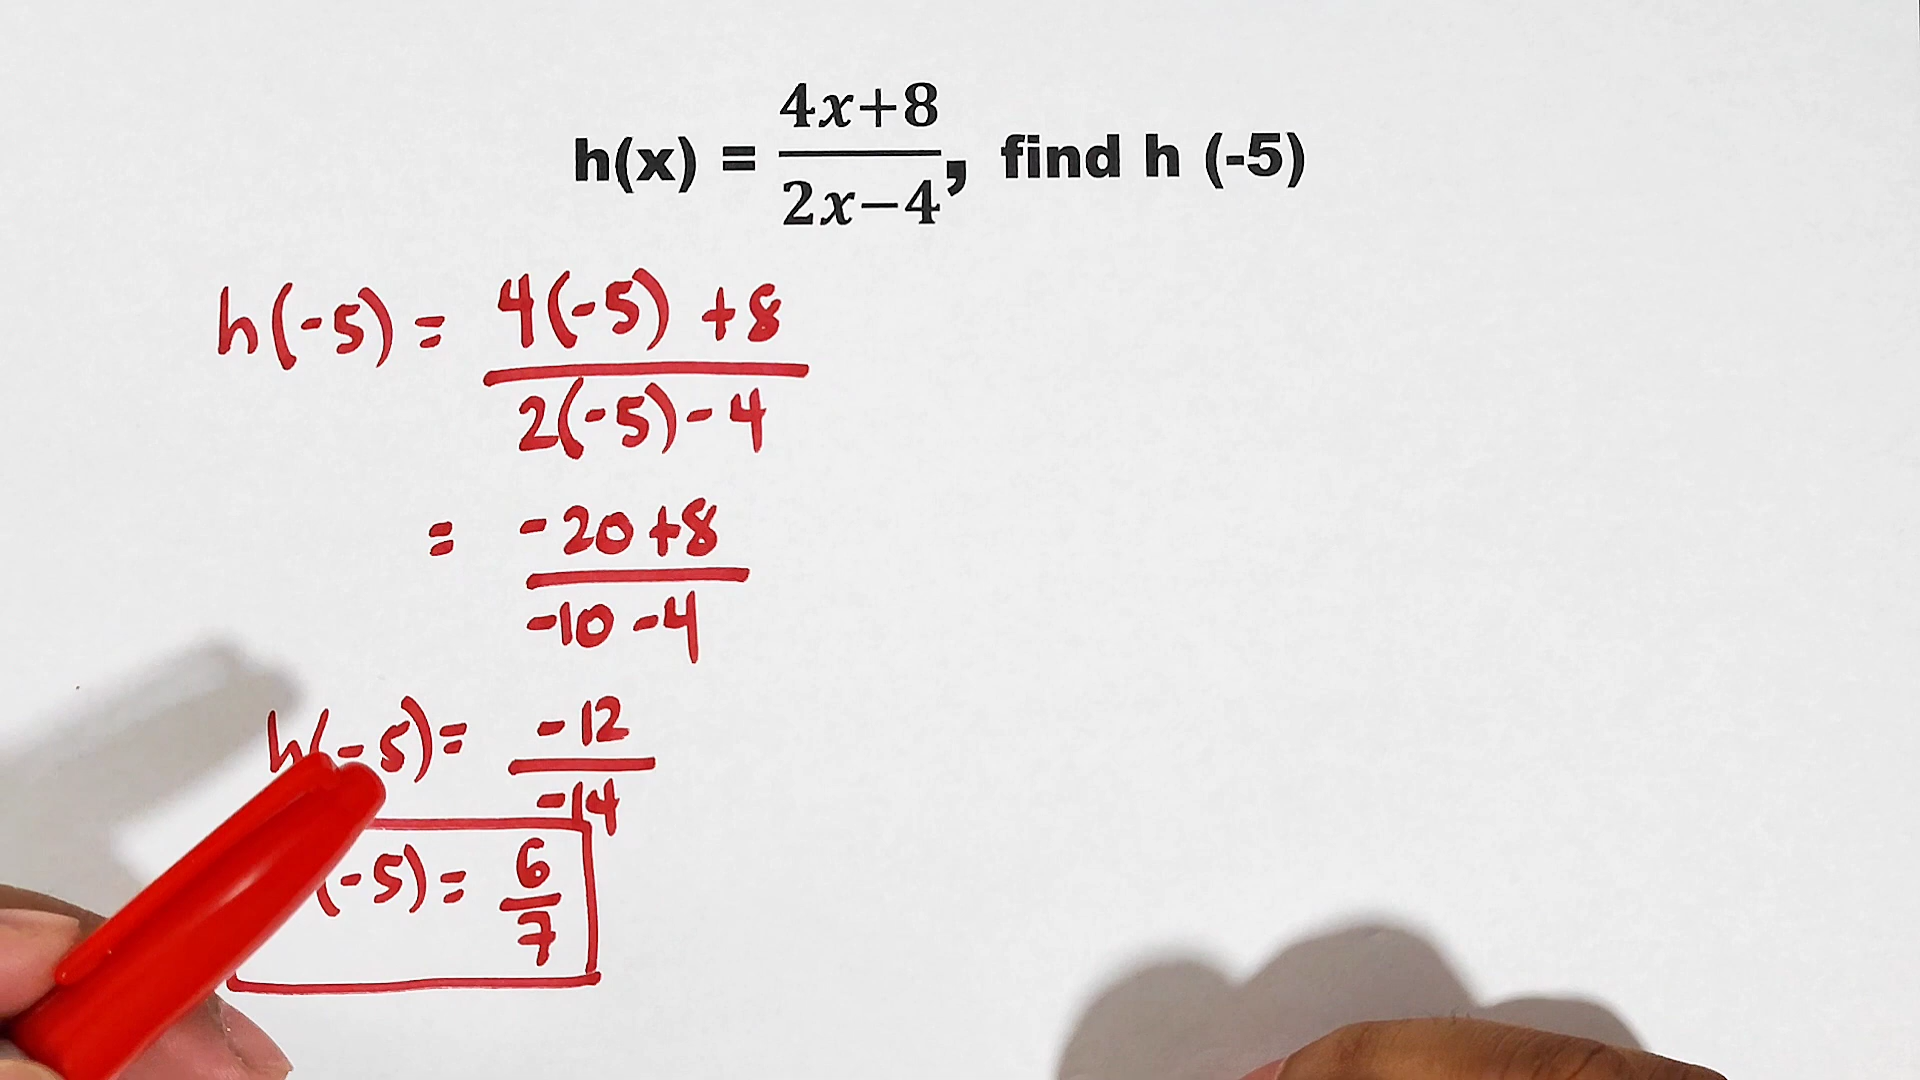 h(x) = 4x+8 / 2x−4, find h (-5)
h(-5) = 4(-5) +8 / 2(-5) - 4
= -20+8 / -10 -4
h(-5) = -12 / -14
(-5) = 6 / 7